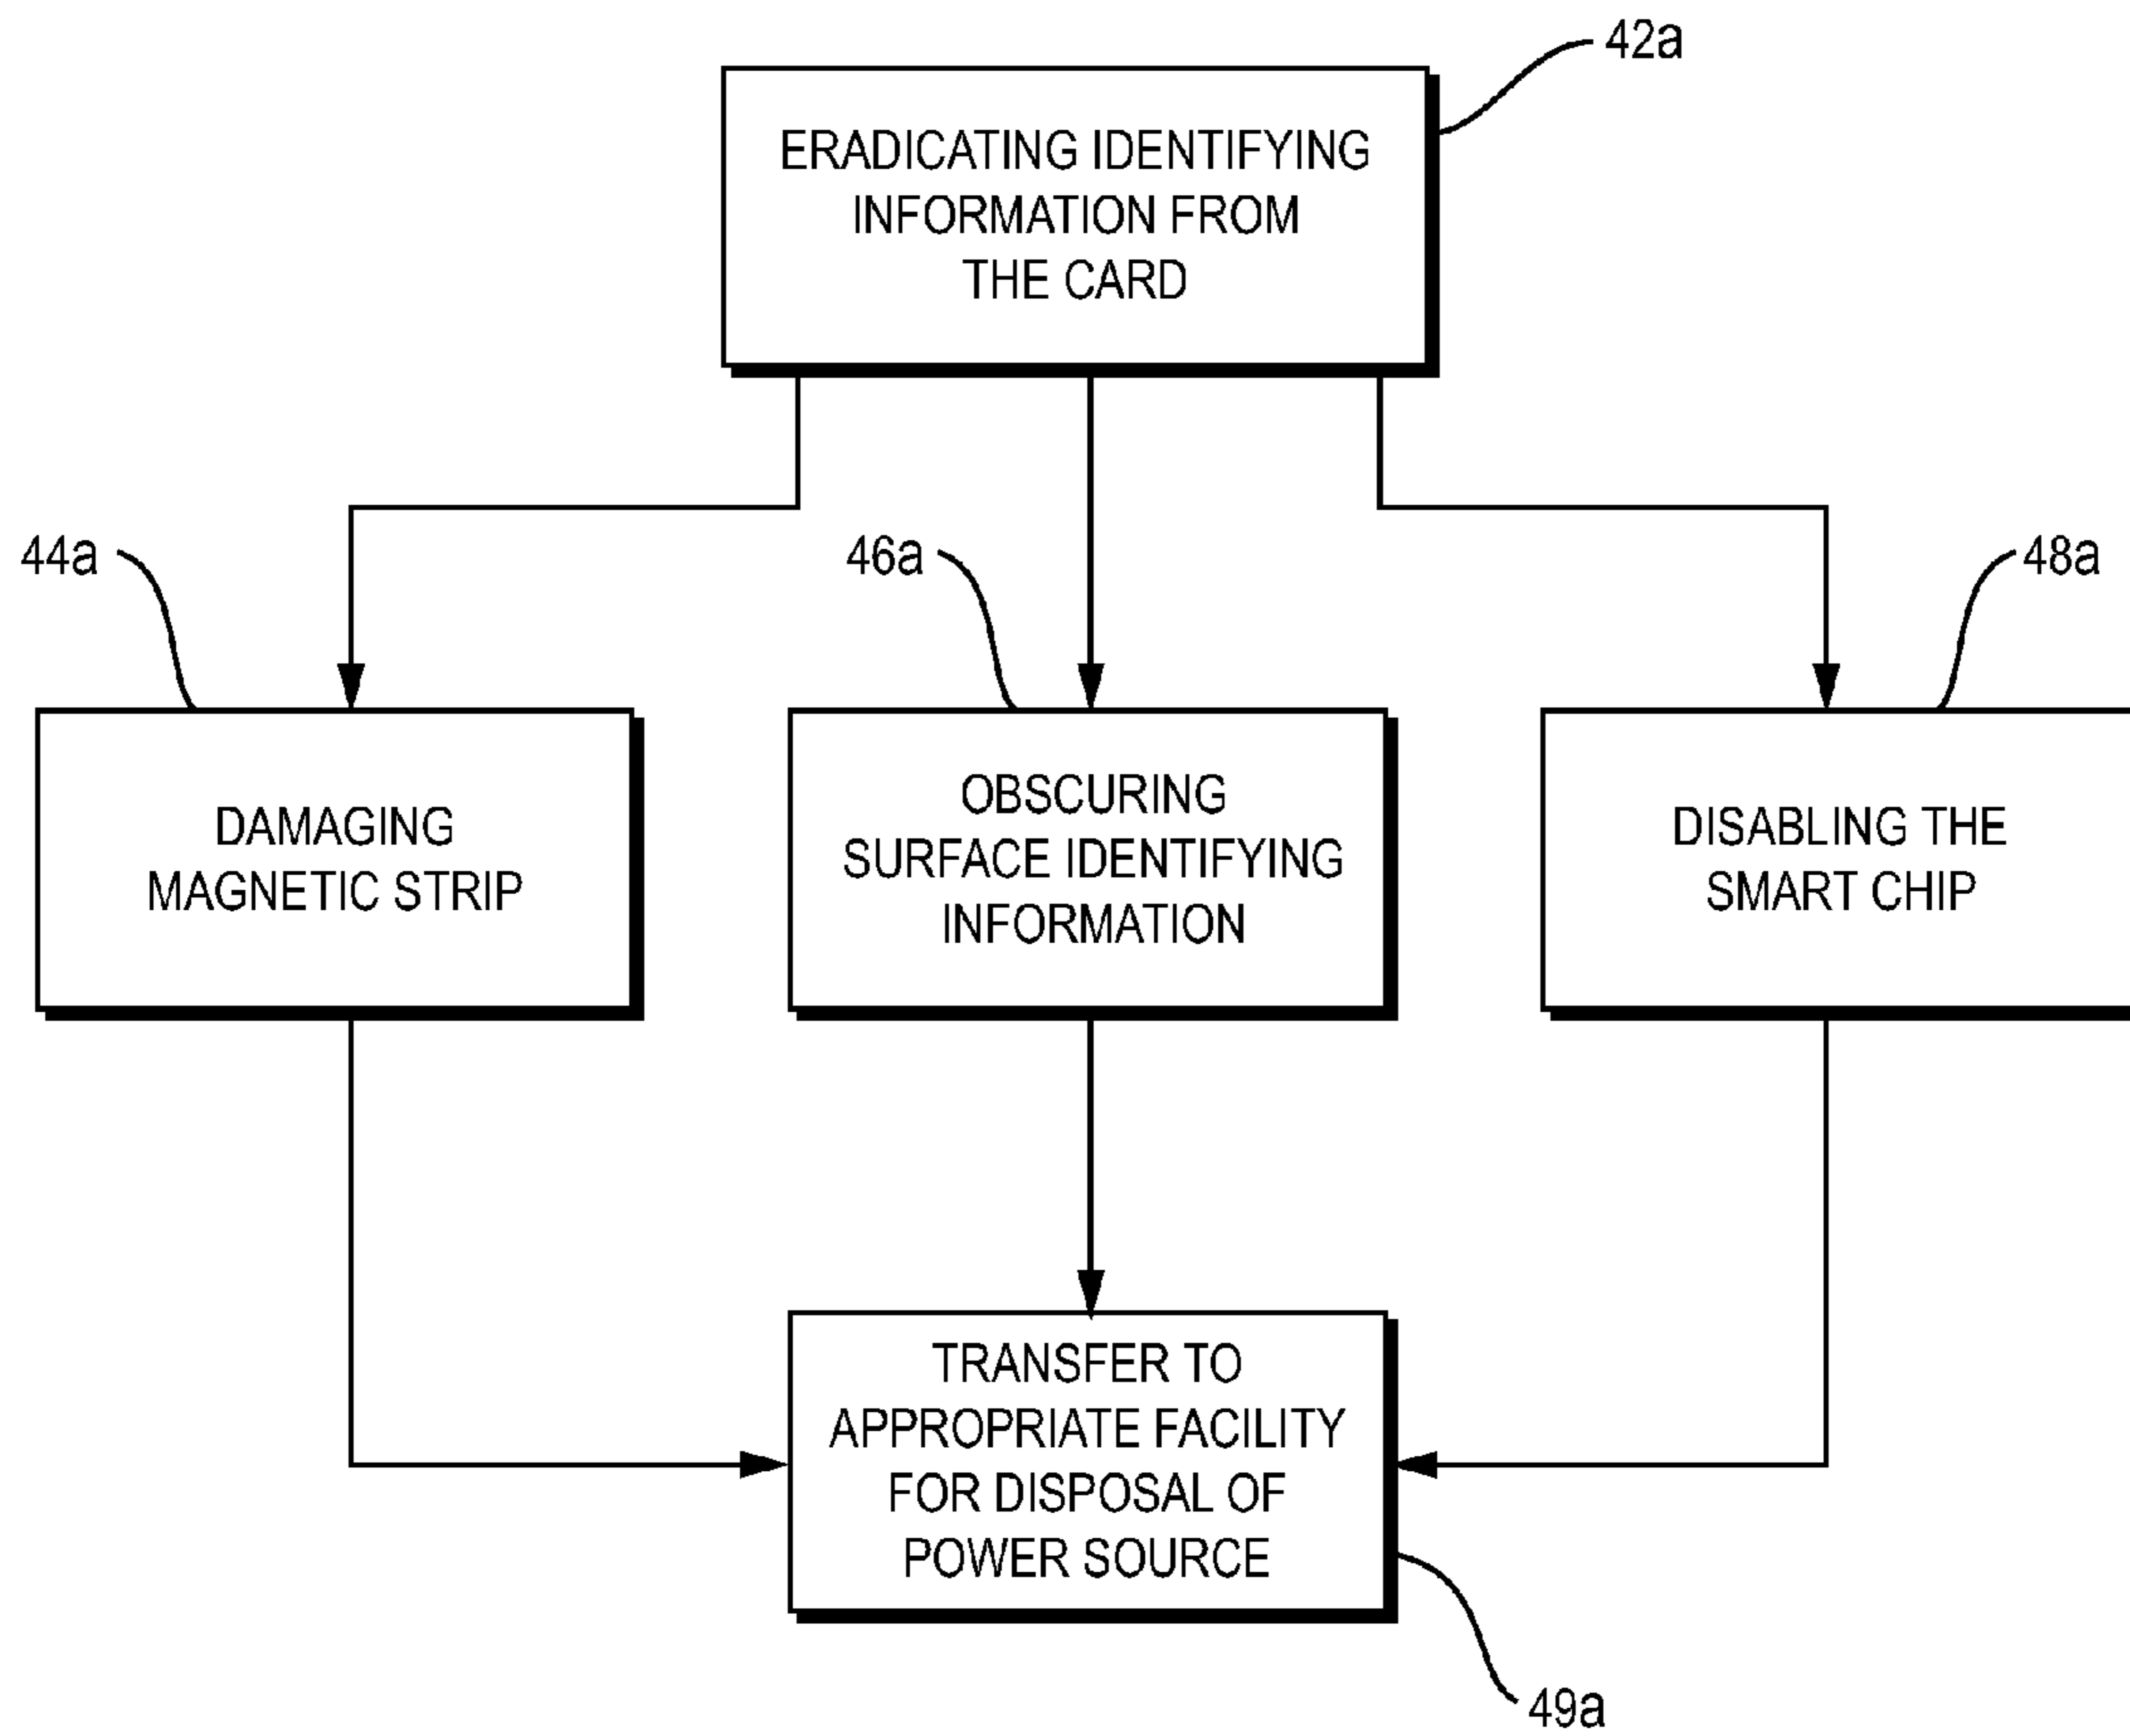 42a
ERADICATING IDENTIFYING
INFORMATION FROM
THE CARD
44a
46a
48a
DAMAGING
MAGNETIC STRIP
OBSCURING
SURFACE IDENTIFYING
INFORMATION
DISABLING THE
SMART CHIP
TRANSFER TO
APPROPRIATE FACILITY
FOR DISPOSAL OF
POWER SOURCE
49a